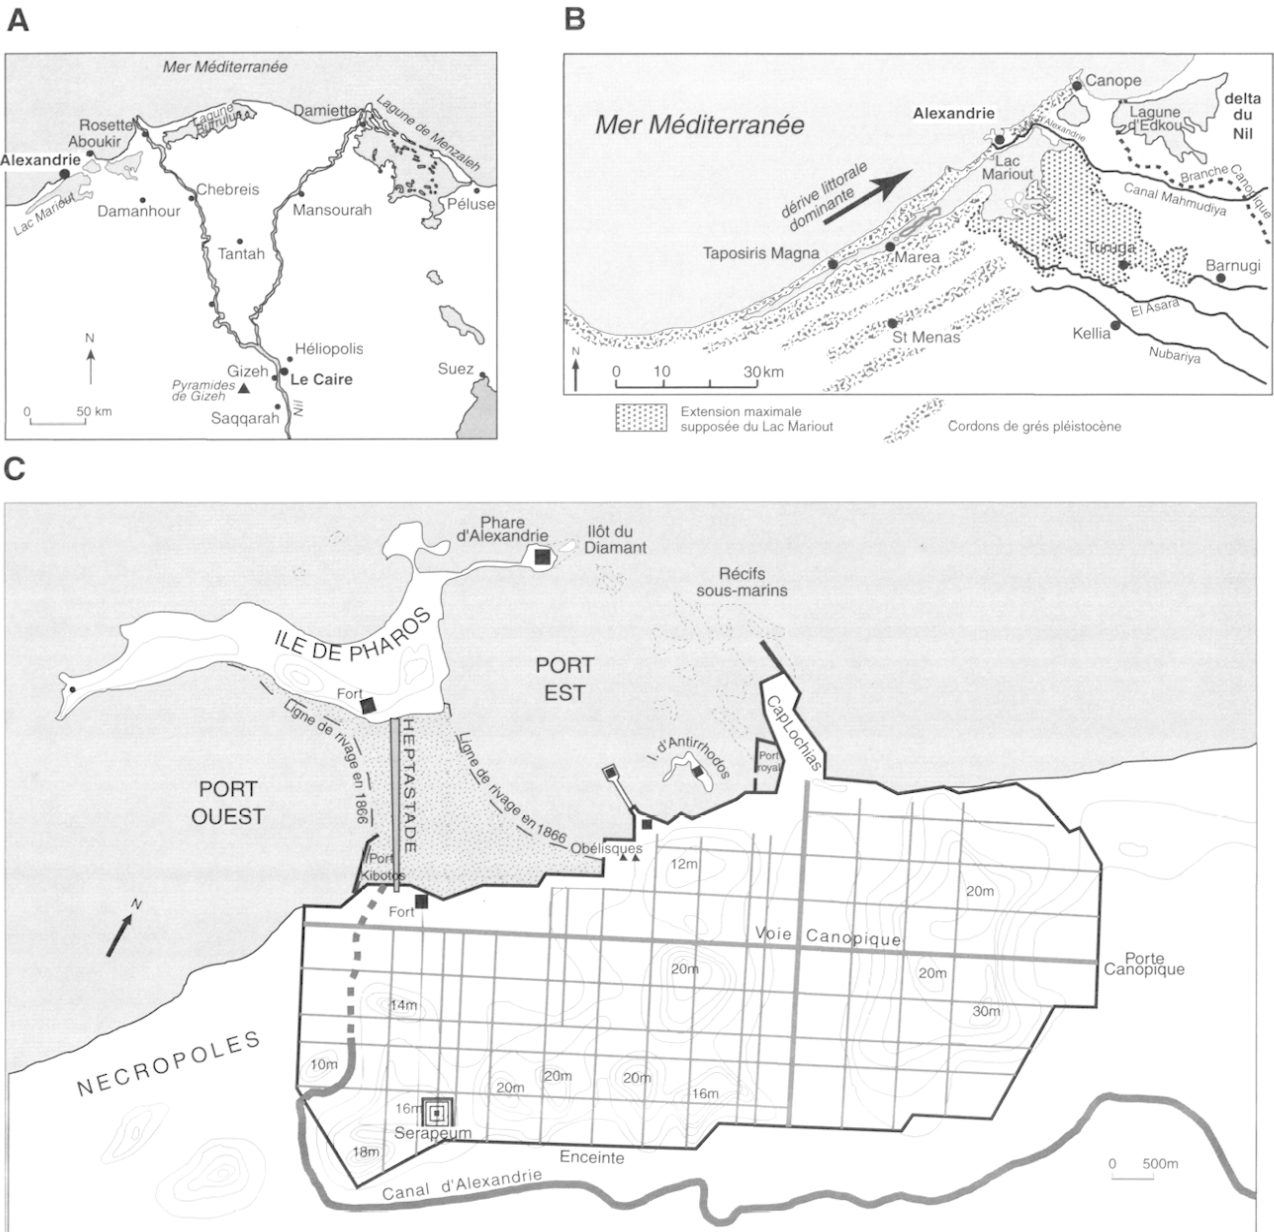 A
Mer Méditerranée
Rosette
Aboukir
Alexandrie
Lac Mariout
Lagune
Burrulus
Damiette
Lagune de Menzaleh
Péluse
Chebreis
Damanhour
Mansourah
Tantah
Héliopolis
Gizeh
Le Caire
Pyramides
de Gizeh
Saqqarah
Nil
Suez
N
0 50 km
B
Mer Méditerranée
Canope
Alexandrie
Alexandrie
Lagune
d'Edkou
delta
du
Nil
Lac
Mariout
Branche Canopique
Canal Mahmudiya
dérive littorale
dominante
Taposiris Magna
Marea
Barnugi
El Asara
St Menas
Kellia
Nubariya
N
0 10 30 km
Extension maximale
supposée du Lac Mariout
Cordons de grés pléistocène
C
Phare
d'Alexandrie
Ilôt du
Diamant
Récifs
sous-marins
ILE DE PHAROS
PORT
EST
Fort
Ligne de rivage en 1866
HEPTASTADE
Ligne de rivage en 1866
I. d'Antirrhodos
Port
royal
Cap Lochias
PORT
OUEST
Obélisques
Port
Kibotos
Fort
12m
20m
N
Voie Canopique
Porte
Canopique
20m
20m
14m
30m
NECROPOLES
10m
20m
20m
20m
16m
16m
Serapeum
18m
Enceinte
Canal d'Alexandrie
0 500m